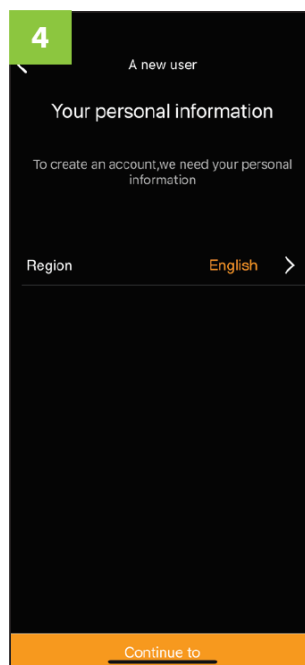 4
A new user
Your personal information
To create an account,we need your personal
information
Region English
Continue to